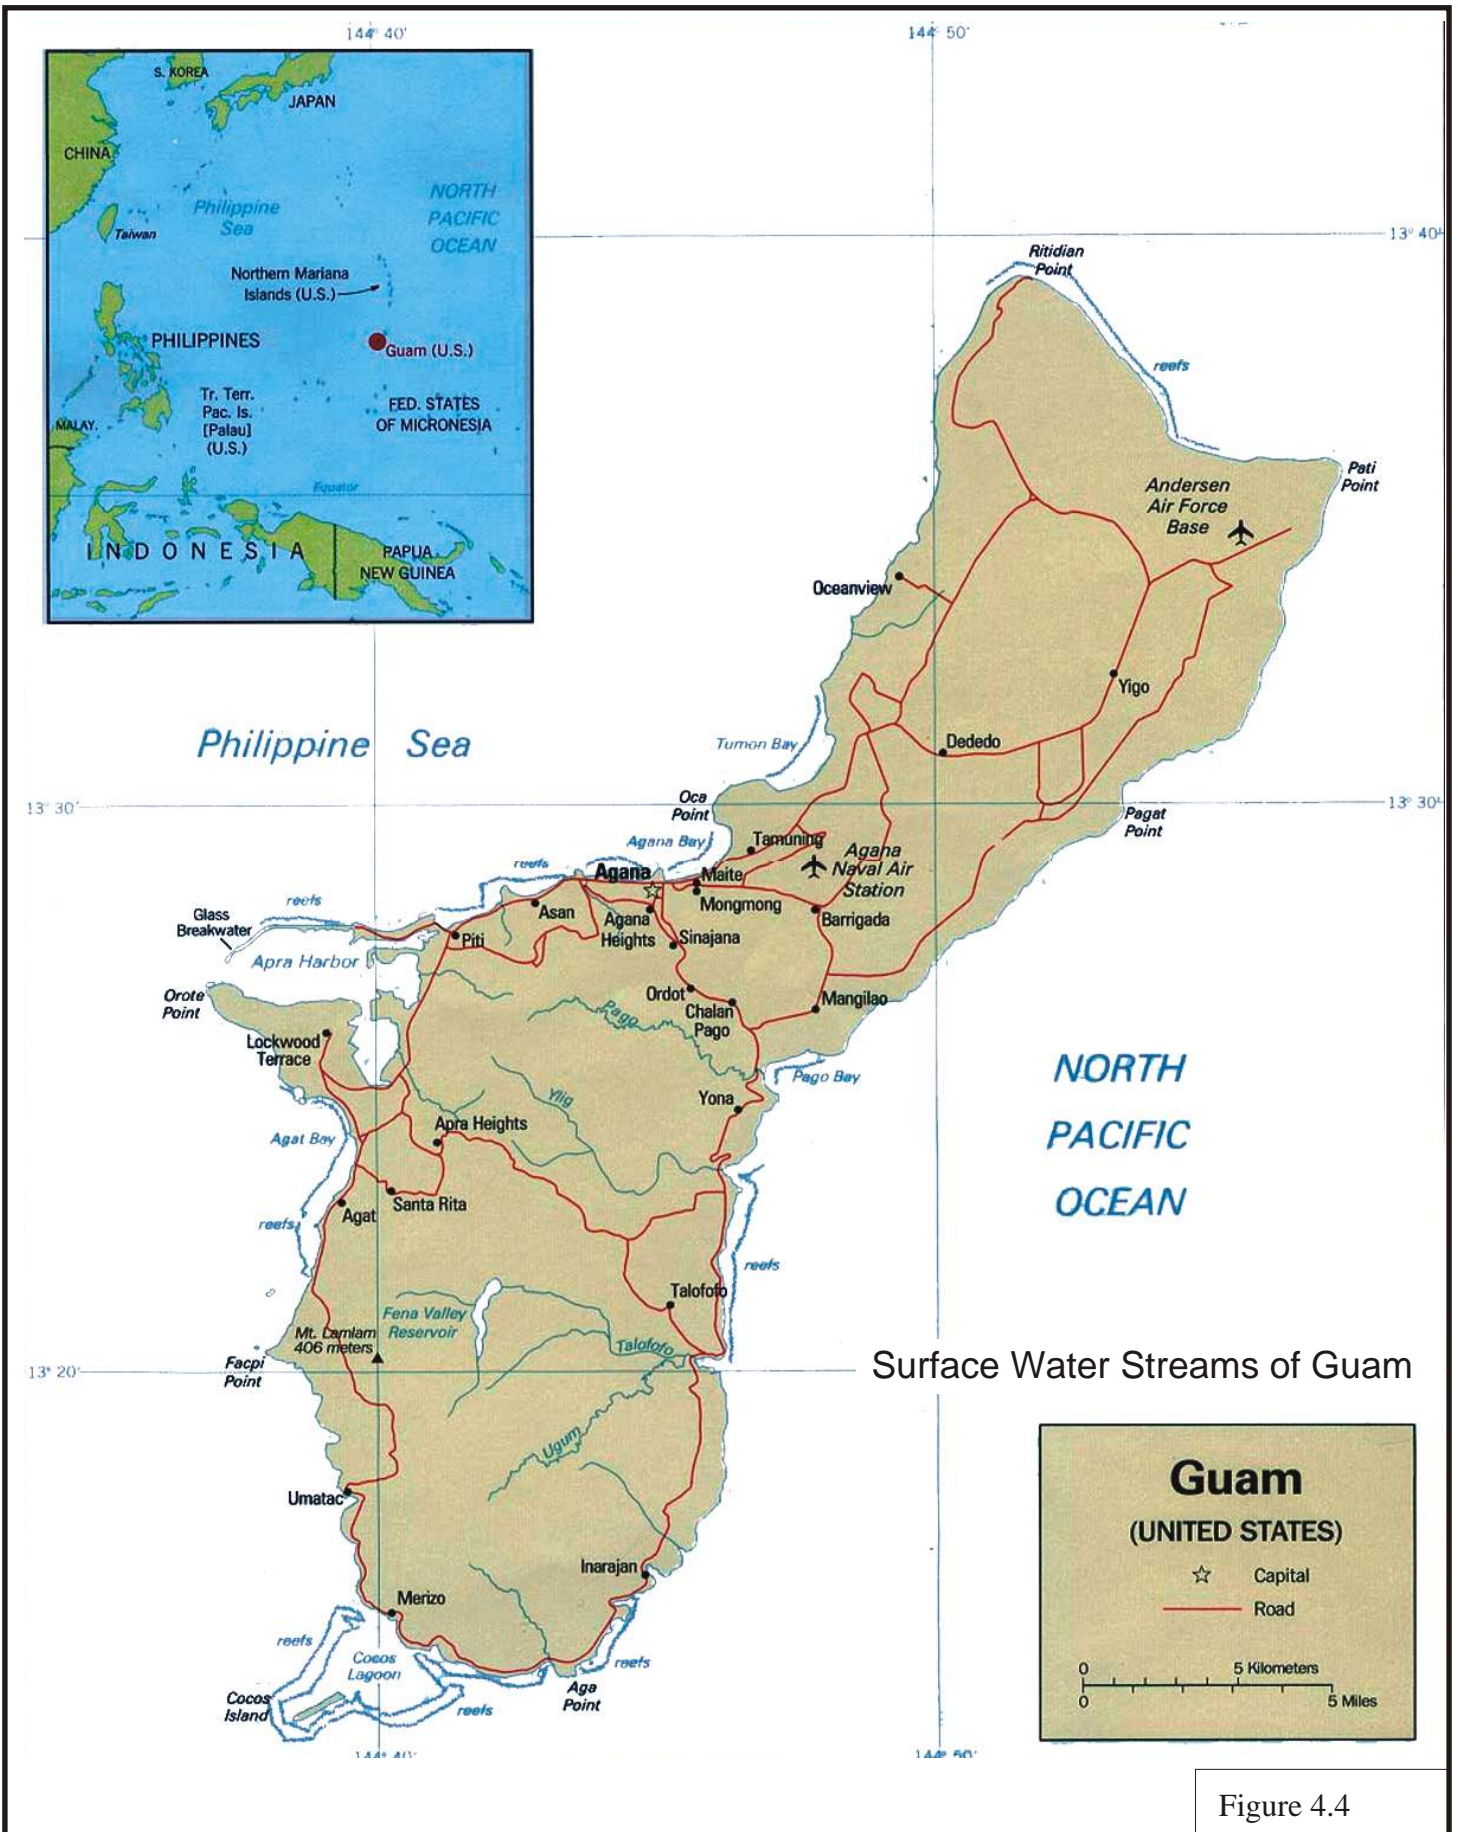 144° 40'
144° 50'
S. KOREA
JAPAN
CHINA
Philippine
Sea
NORTH
PACIFIC
OCEAN
Taiwan
Northern Mariana
Islands (U.S.)
PHILIPPINES
Guam (U.S.)
Tr. Terr.
Pac. Is.
[Palau]
(U.S.)
FED. STATES
OF MICRONESIA
MALAY.
Equator
INDONESIA
PAPUA
NEW GUINEA
13° 40'
Ritidian
Point
reefs
Pati
Point
Andersen
Air Force
Base
Oceanview
Yigo
Philippine Sea
Tumon Bay
Dededo
13° 30'
Oca
Point
13° 30'
Pagat
Point
Agana Bay
Tamuning
Agana
Naval Air
Station
reefs
Agana
Maite
Mongmong
reefs
Glass
Breakwater
Asan
Agana
Heights
Barrigada
Piti
Sinajana
Apra Harbor
Orote
Point
Ordot
Chalan
Pago
Mangilao
Pago
Lockwood
Terrace
Pago Bay
NORTH
PACIFIC
OCEAN
Ylig
Yona
Agat Bay
Apra Heights
Santa Rita
Agat
reefs
reefs
Talofofo
Fena Valley
Reservoir
Mt. Lamlam
406 meters
Talofofo
Facpi
Point
13° 20'
Surface Water Streams of Guam
Ugum
Umatac
Guam
(UNITED STATES)
Capital
Road
0 5 Kilometers
0 5 Miles
Inarajan
Merizo
reefs
Cocos
Lagoon
reefs
Cocos
Island
reefs
Aga
Point
144° 40'
144° 50'
Figure 4.4